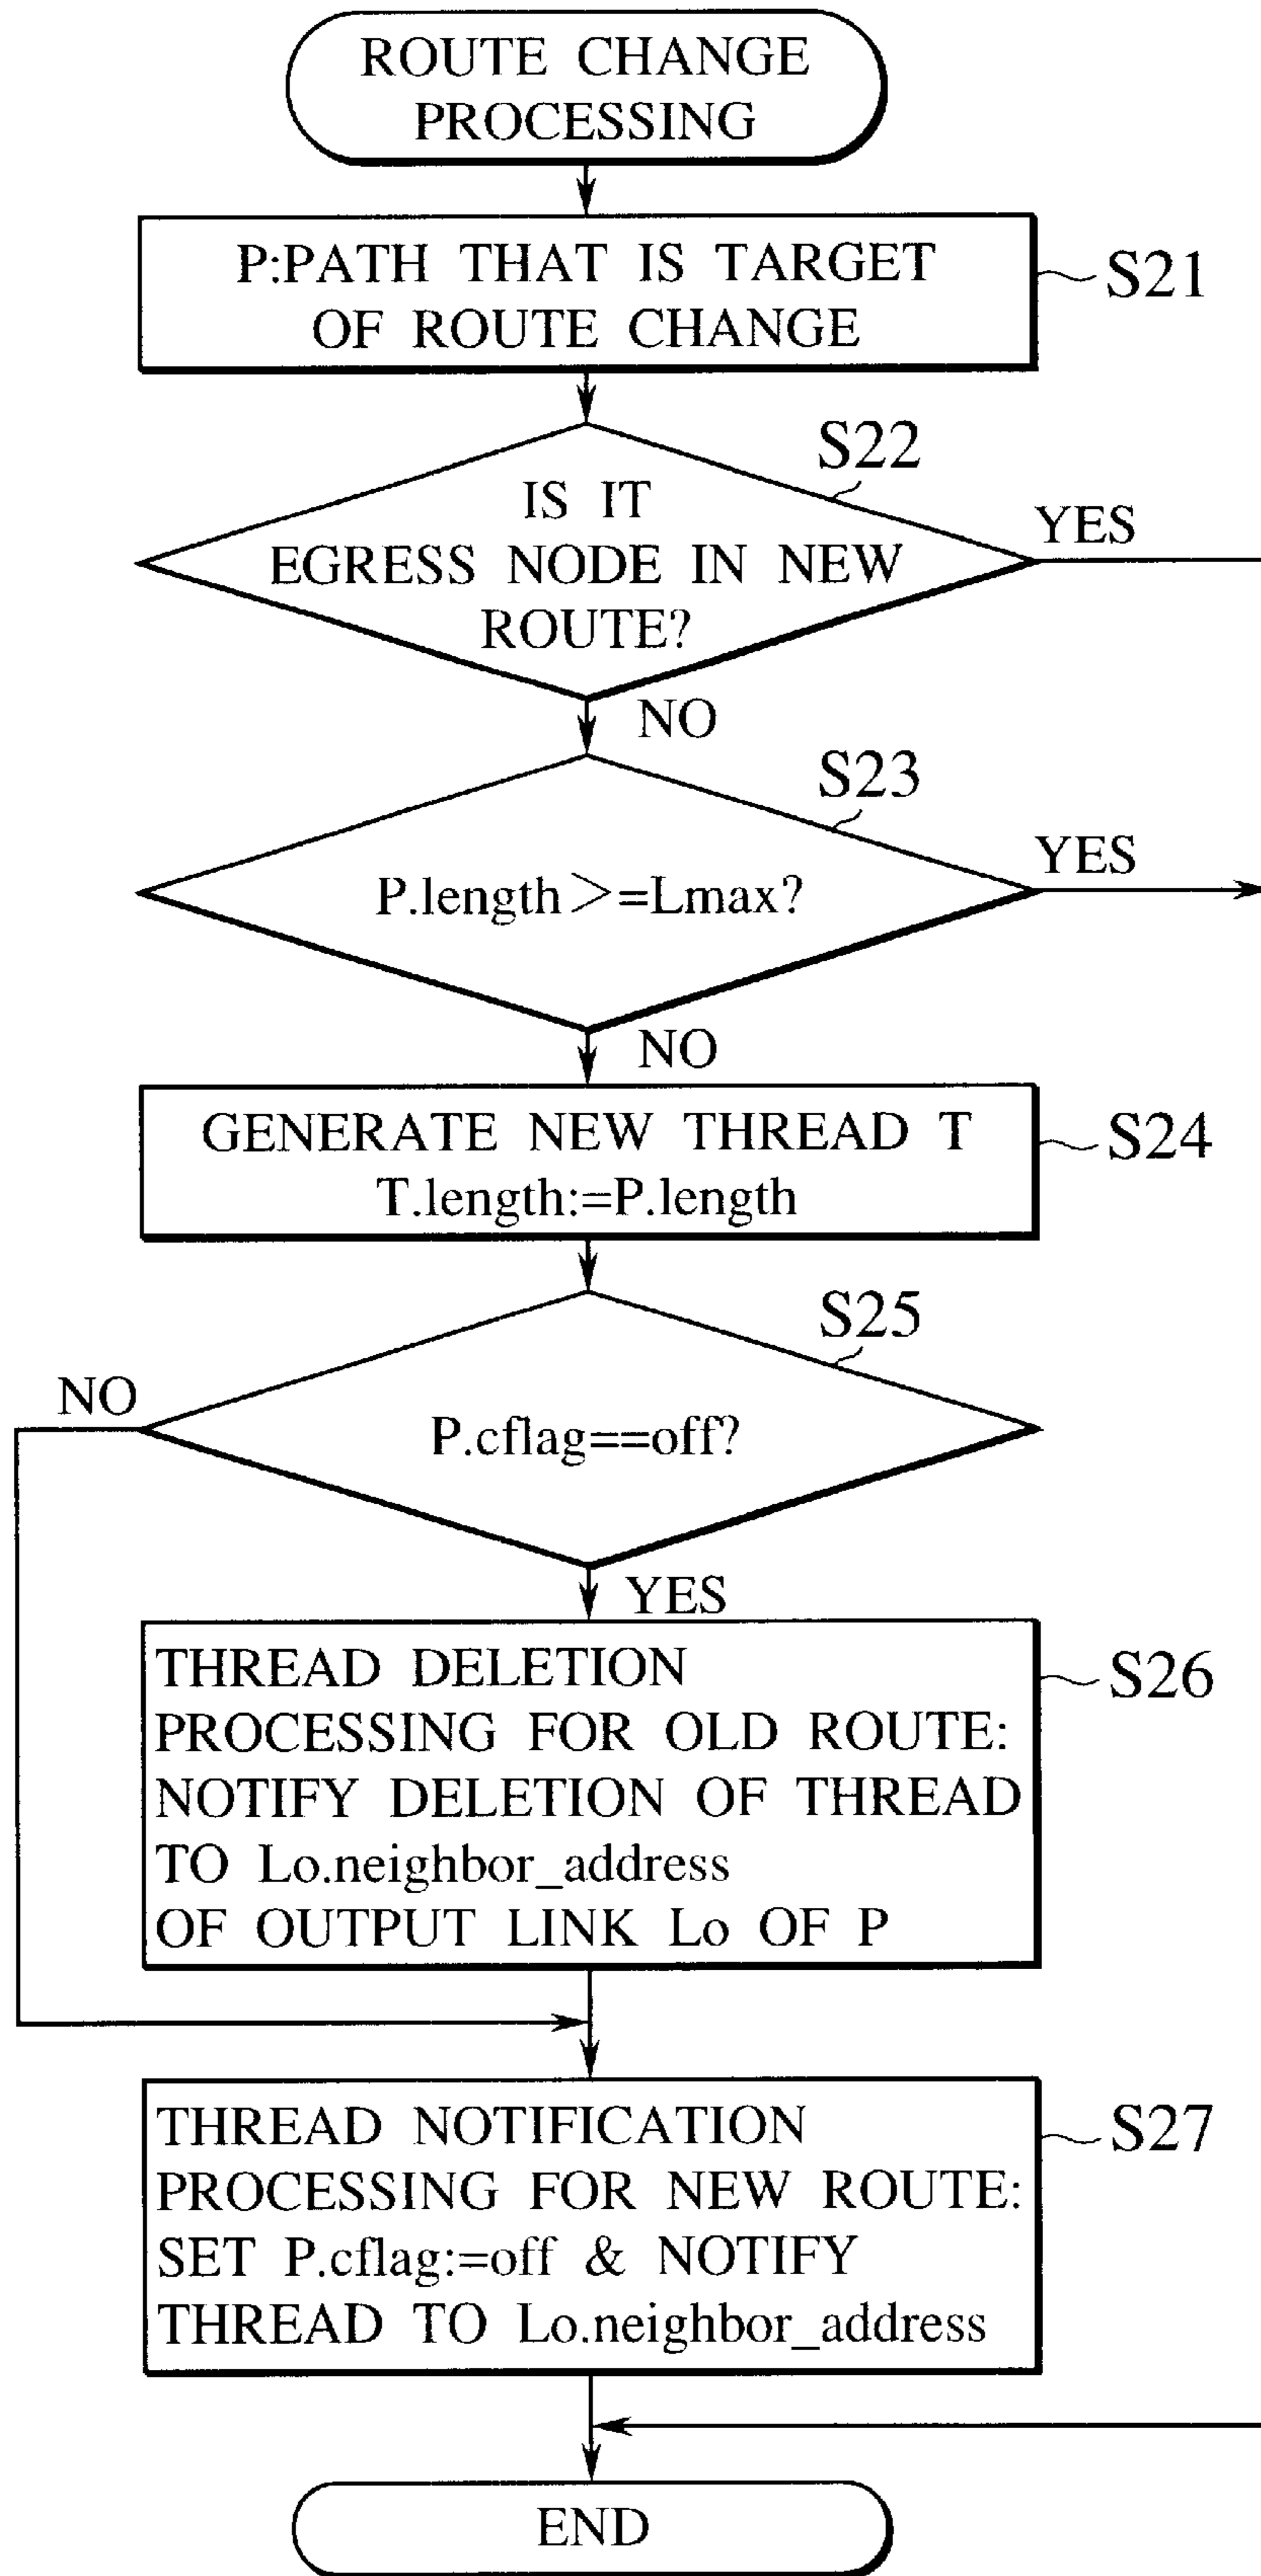 ROUTE CHANGE
PROCESSING
P:PATH THAT IS TARGET
OF ROUTE CHANGE
S21
S22
IS IT
EGRESS NODE IN NEW
ROUTE?
YES
NO
S23
P.length>=Lmax?
YES
NO
GENERATE NEW THREAD T
T.length:=P.length
S24
S25
P.cflag==off?
NO
YES
THREAD DELETION
PROCESSING FOR OLD ROUTE:
NOTIFY DELETION OF THREAD
TO Lo.neighbor_address
OF OUTPUT LINK Lo OF P
S26
THREAD NOTIFICATION
PROCESSING FOR NEW ROUTE:
SET P.cflag:=off & NOTIFY
THREAD TO Lo.neighbor_address
S27
END